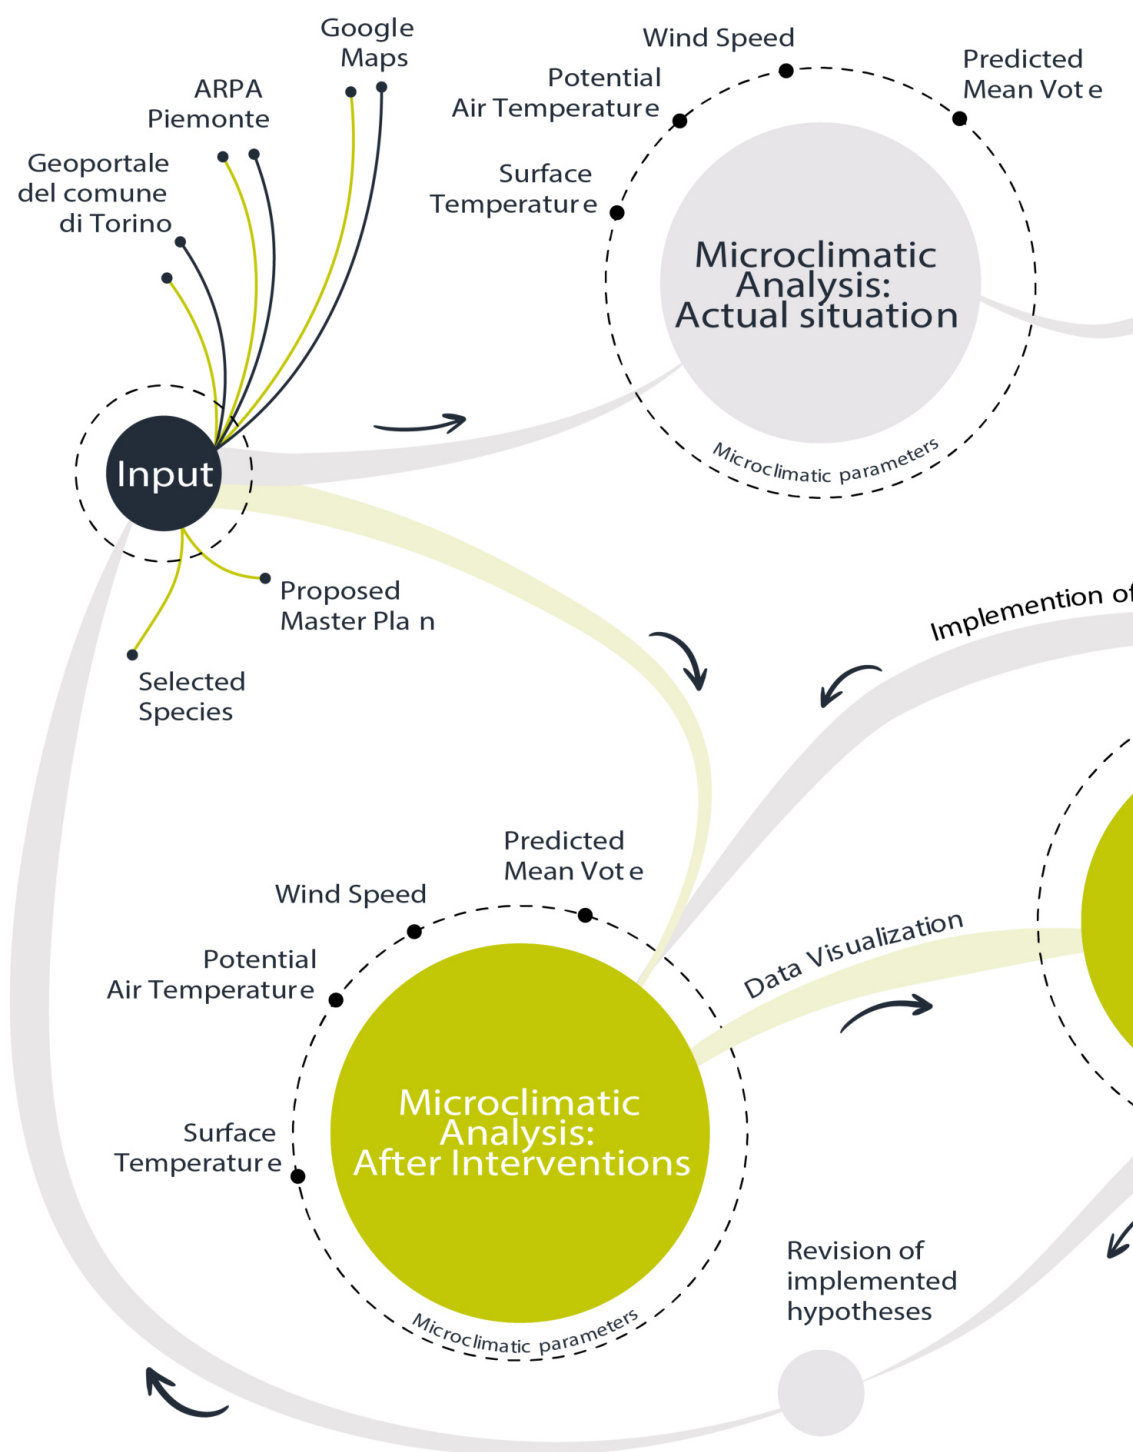 Google
Maps
ARPA
Piemonte
Geoportale
del comune
di Torino
Wind Speed
Potential
Air Temperature
Surface
Temperature
Predicted
Mean Vote
Microclimatic
Analysis:
Actual situation
Microclimatic parameters
Input
Proposed
Master Plan
Selected
Species
Implemention of
Predicted
Mean Vote
Wind Speed
Potential
Air Temperature
Surface
Temperature
Data Visualization
Microclimatic
Analysis:
After Interventions
Microclimatic parameters
Revision of
implemented
hypotheses